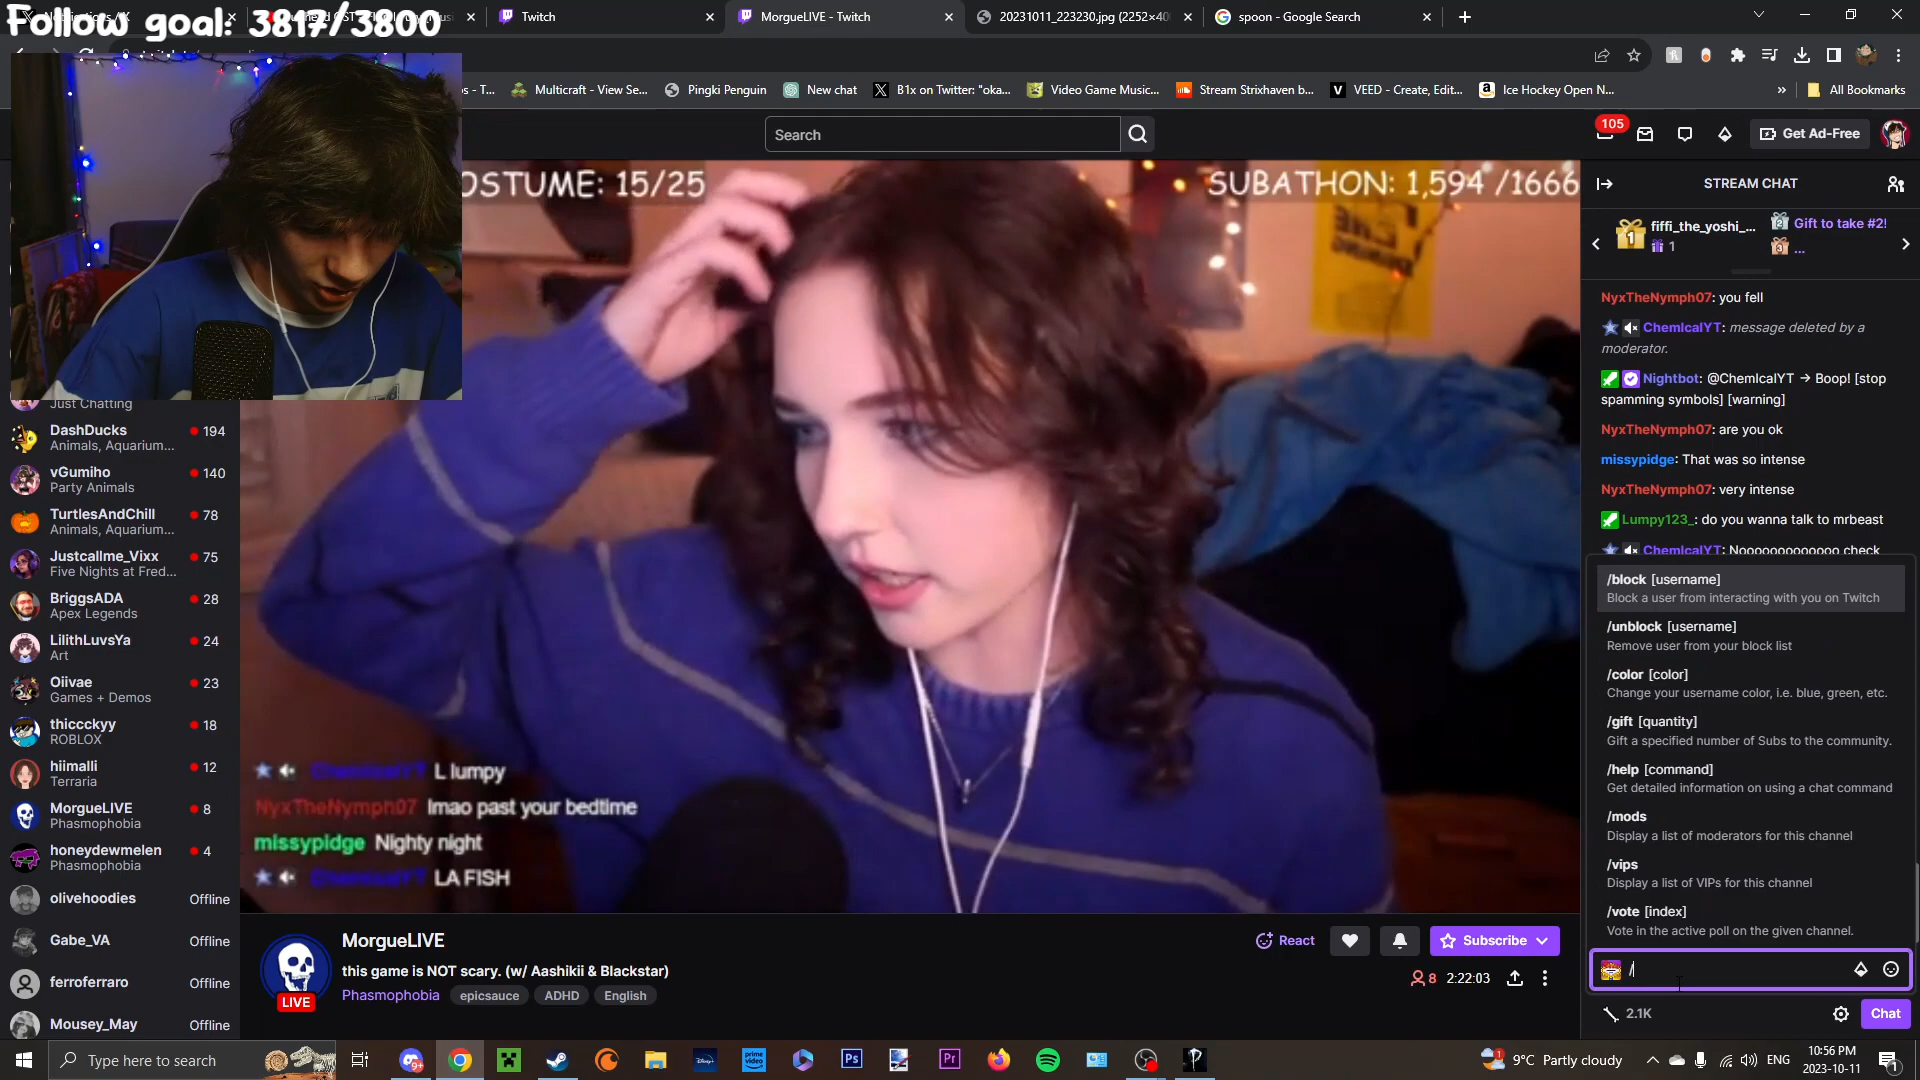 Follow goal: 3817/3800
Twitch
MorgueLIVE - Twitch
20231011_223230.jpg (2252×40
spoon - Google Search
Multicraft - View Se...
Pingki Penguin
New chat
B1x on Twitter: "oka...
Video Game Music...
Stream Strixhaven b...
VEED - Create, Edit...
Ice Hockey Open N...
»
All Bookmarks
Search
105
Get Ad-Free
OSTUME: 15/25
SUBATHON: 1,594 /1666
STREAM CHAT
fiffi_the_yoshi_...
1
Gift to take #2!
...
NyxTheNymph07: you fell
ChemIcalYT: message deleted by a
moderator.
Nightbot: @ChemIcalYT → Boop! [stop
spamming symbols] [warning]
NyxTheNymph07: are you ok
missypidge: That was so intense
NyxTheNymph07: very intense
Lumpy123_: do you wanna talk to mrbeast
ChemIcalYT: Nooooooooooooo check
/block [username]
Block a user from interacting with you on Twitch
/unblock [username]
Remove user from your block list
/color [color]
Change your username color, i.e. blue, green, etc.
/gift [quantity]
Gift a specified number of Subs to the community.
/help [command]
Get detailed information on using a chat command
/mods
Display a list of moderators for this channel
/vips
Display a list of VIPs for this channel
/vote [index]
Vote in the active poll on the given channel.
/
2.1K
Chat
Just Chatting
DashDucks
194
Animals, Aquarium...
vGumiho
140
Party Animals
TurtlesAndChill
78
Animals, Aquarium...
Justcallme_Vixx
75
Five Nights at Fred...
BriggsADA
28
Apex Legends
LilithLuvsYa
24
Art
Oiivae
23
Games + Demos
thiccckyy
18
ROBLOX
hiimalli
12
Terraria
MorgueLIVE
8
Phasmophobia
honeydewmelen
4
Phasmophobia
olivehoodies
Offline
Gabe_VA
Offline
ferroferraro
Offline
Mousey_May
Offline
ChemIcalYT L lumpy
NyxTheNymph07 lmao past your bedtime
missypidge Nighty night
ChemIcalYT LA FISH
MorgueLIVE
this game is NOT scary. (w/ Aashikii & Blackstar)
Phasmophobia
epicsauce
ADHD
English
LIVE
React
Subscribe
8
2:22:03
Type here to search
9°C Partly cloudy
ENG
10:56 PM
2023-10-11